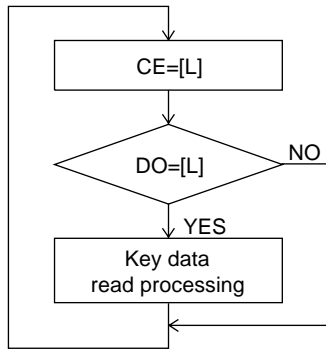 CE=[L]
DO=[L]
NO
YES
Key data
read processing